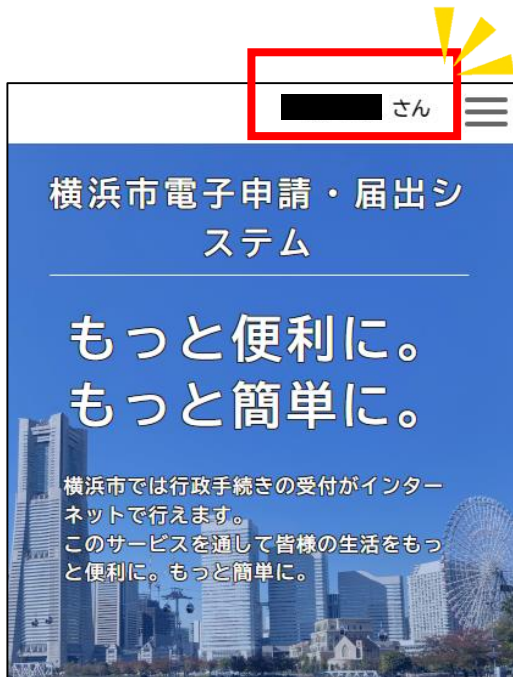 さん
横浜市電子申請・届出シ
ステム
もっと便利に。
もっと簡単に。
横浜市では行政手続きの受付がインター
ネットで行えます。
このサービスを通して皆様の生活をもっ
と便利に。もっと簡単に。